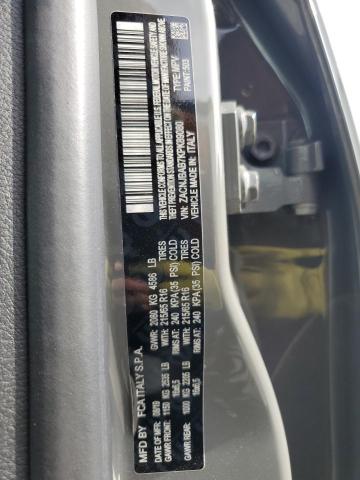 MFD BY FCA ITALY S.P.A.
DATE OF MFR: 08/19 GVWR: 2080 KG 4586 LB
GAWR FRONT: 1150 KG 2535 LB
WITH: 215/65 R16 TIRES
RIMS AT: 240 KPA (35 PSI) COLD
GAWR REAR: 1000 KG 2205 LB
WITH: 215/65 R16 TIRES
RIMS AT: 240 KPA (35 PSI) COLD
THIS VEHICLE CONFORMS TO ALL APPLICABLE U.S. FEDERAL MOTOR VEHICLE SAFETY AND
THEFT PREVENTION STANDARDS IN EFFECT ON THE DATE OF MANUFACTURE SHOWN ABOVE
VIN: TYPE: MPV
VEHICLE MADE IN: ITALY PAINT: 503